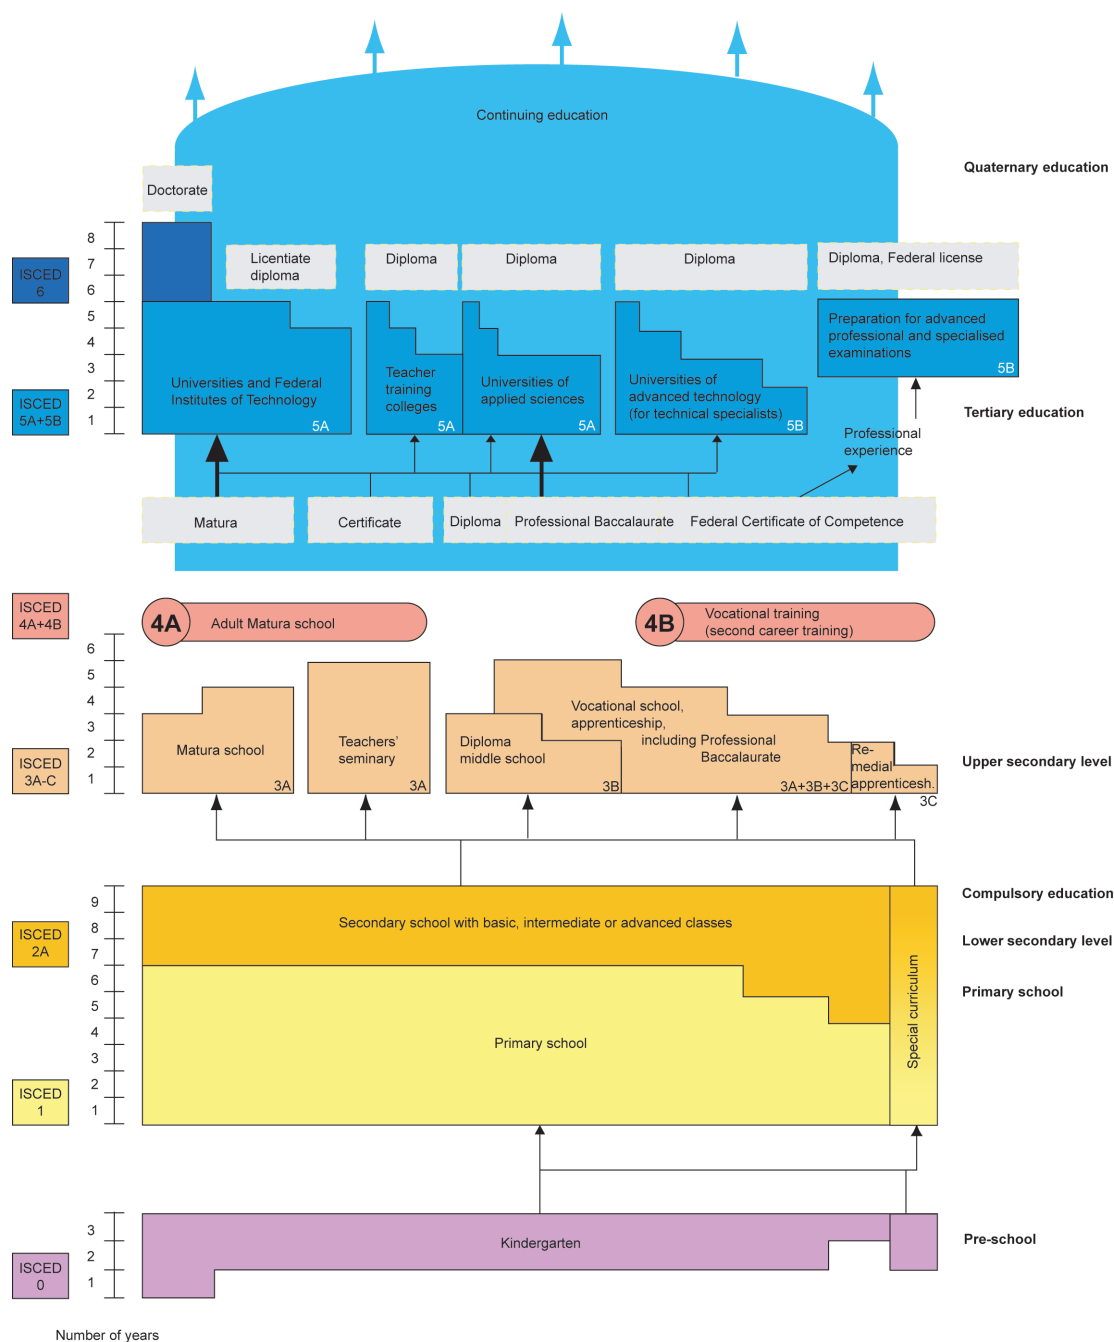 Continuing education
Quaternary education
Doctorate
8
7
6
ISCED
6
Licentiate
diploma
Diploma
Diploma
Diploma
Diploma, Federal license
5
4
3
2
1
ISCED
5A+5B
Universities and Federal
Institutes of Technology
5A
Teacher
training
colleges
5A
Universities of
applied sciences
5A
Universities of
advanced technology
(for technical specialists)
5B
Preparation for advanced
professional and specialised
examinations
5B
Tertiary education
Professional
experience
Matura
Certificate
Diploma
Professional Baccalaurate
Federal Certificate of Competence
ISCED
4A+4B
4A
Adult Matura school
4B
Vocational training
(second career training)
6
5
4
3
2
1
ISCED
3A-C
Matura school
3A
Teachers’
seminary
3A
Diploma
middle school
3B
Vocational school,
apprenticeship,
including Professional
Baccalaurate
3A+3B+3C
Re-
medial
apprenticesh.
3C
Upper secondary level
9
8
7
6
5
4
3
2
1
ISCED
2A
ISCED
1
Secondary school with basic, intermediate or advanced classes
Primary school
Special curriculum
Compulsory education
Lower secondary level
Primary school
3
2
1
ISCED
0
Kindergarten
Pre-school
Number of years